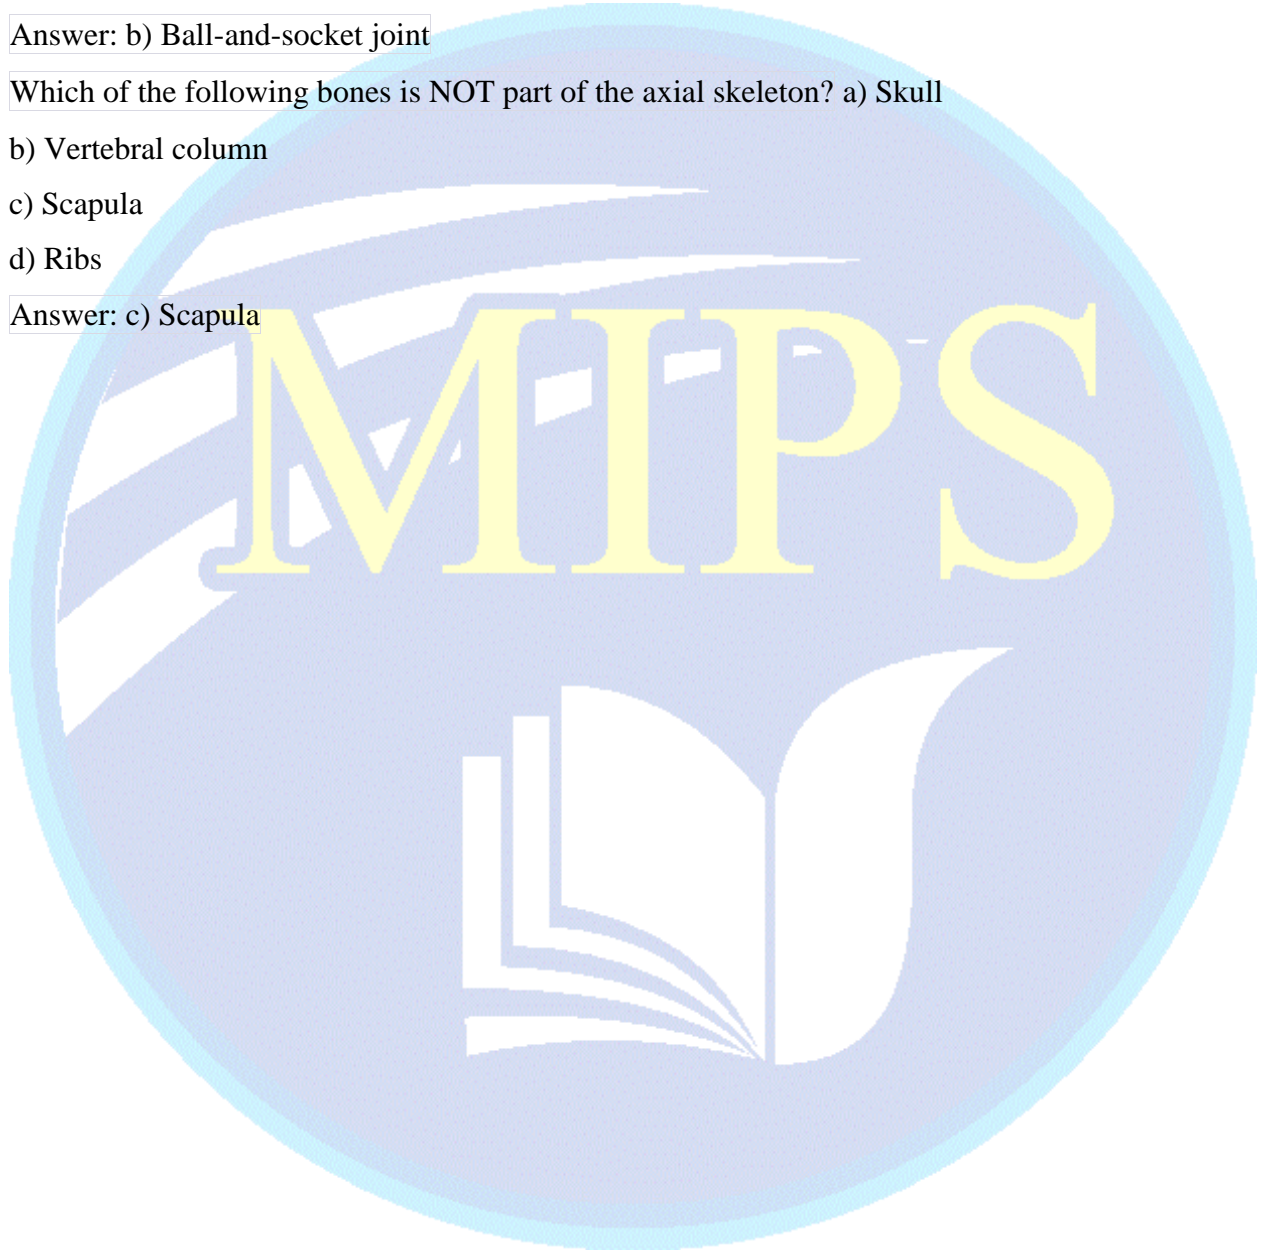 Answer: b) Ball-and-socket joint
Which of the following bones is NOT part of the axial skeleton? a) Skull
b) Vertebral column
c) Scapula
d) Ribs
Answer: c) Scapula
MIPS